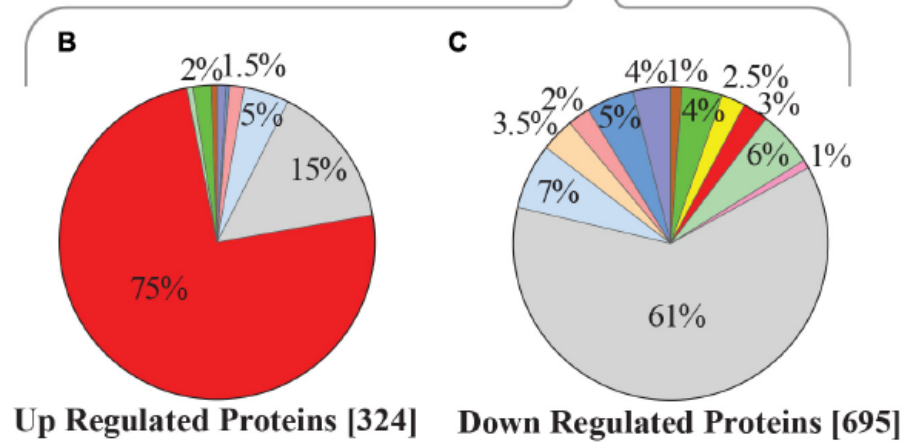 B
C
2% 1.5%
5%
15%
75%
4% 1% 2.5%
2% 5% 4% 3%
3.5%
6% 1%
7%
61%
Up Regulated Proteins [324]
Down Regulated Proteins [695]